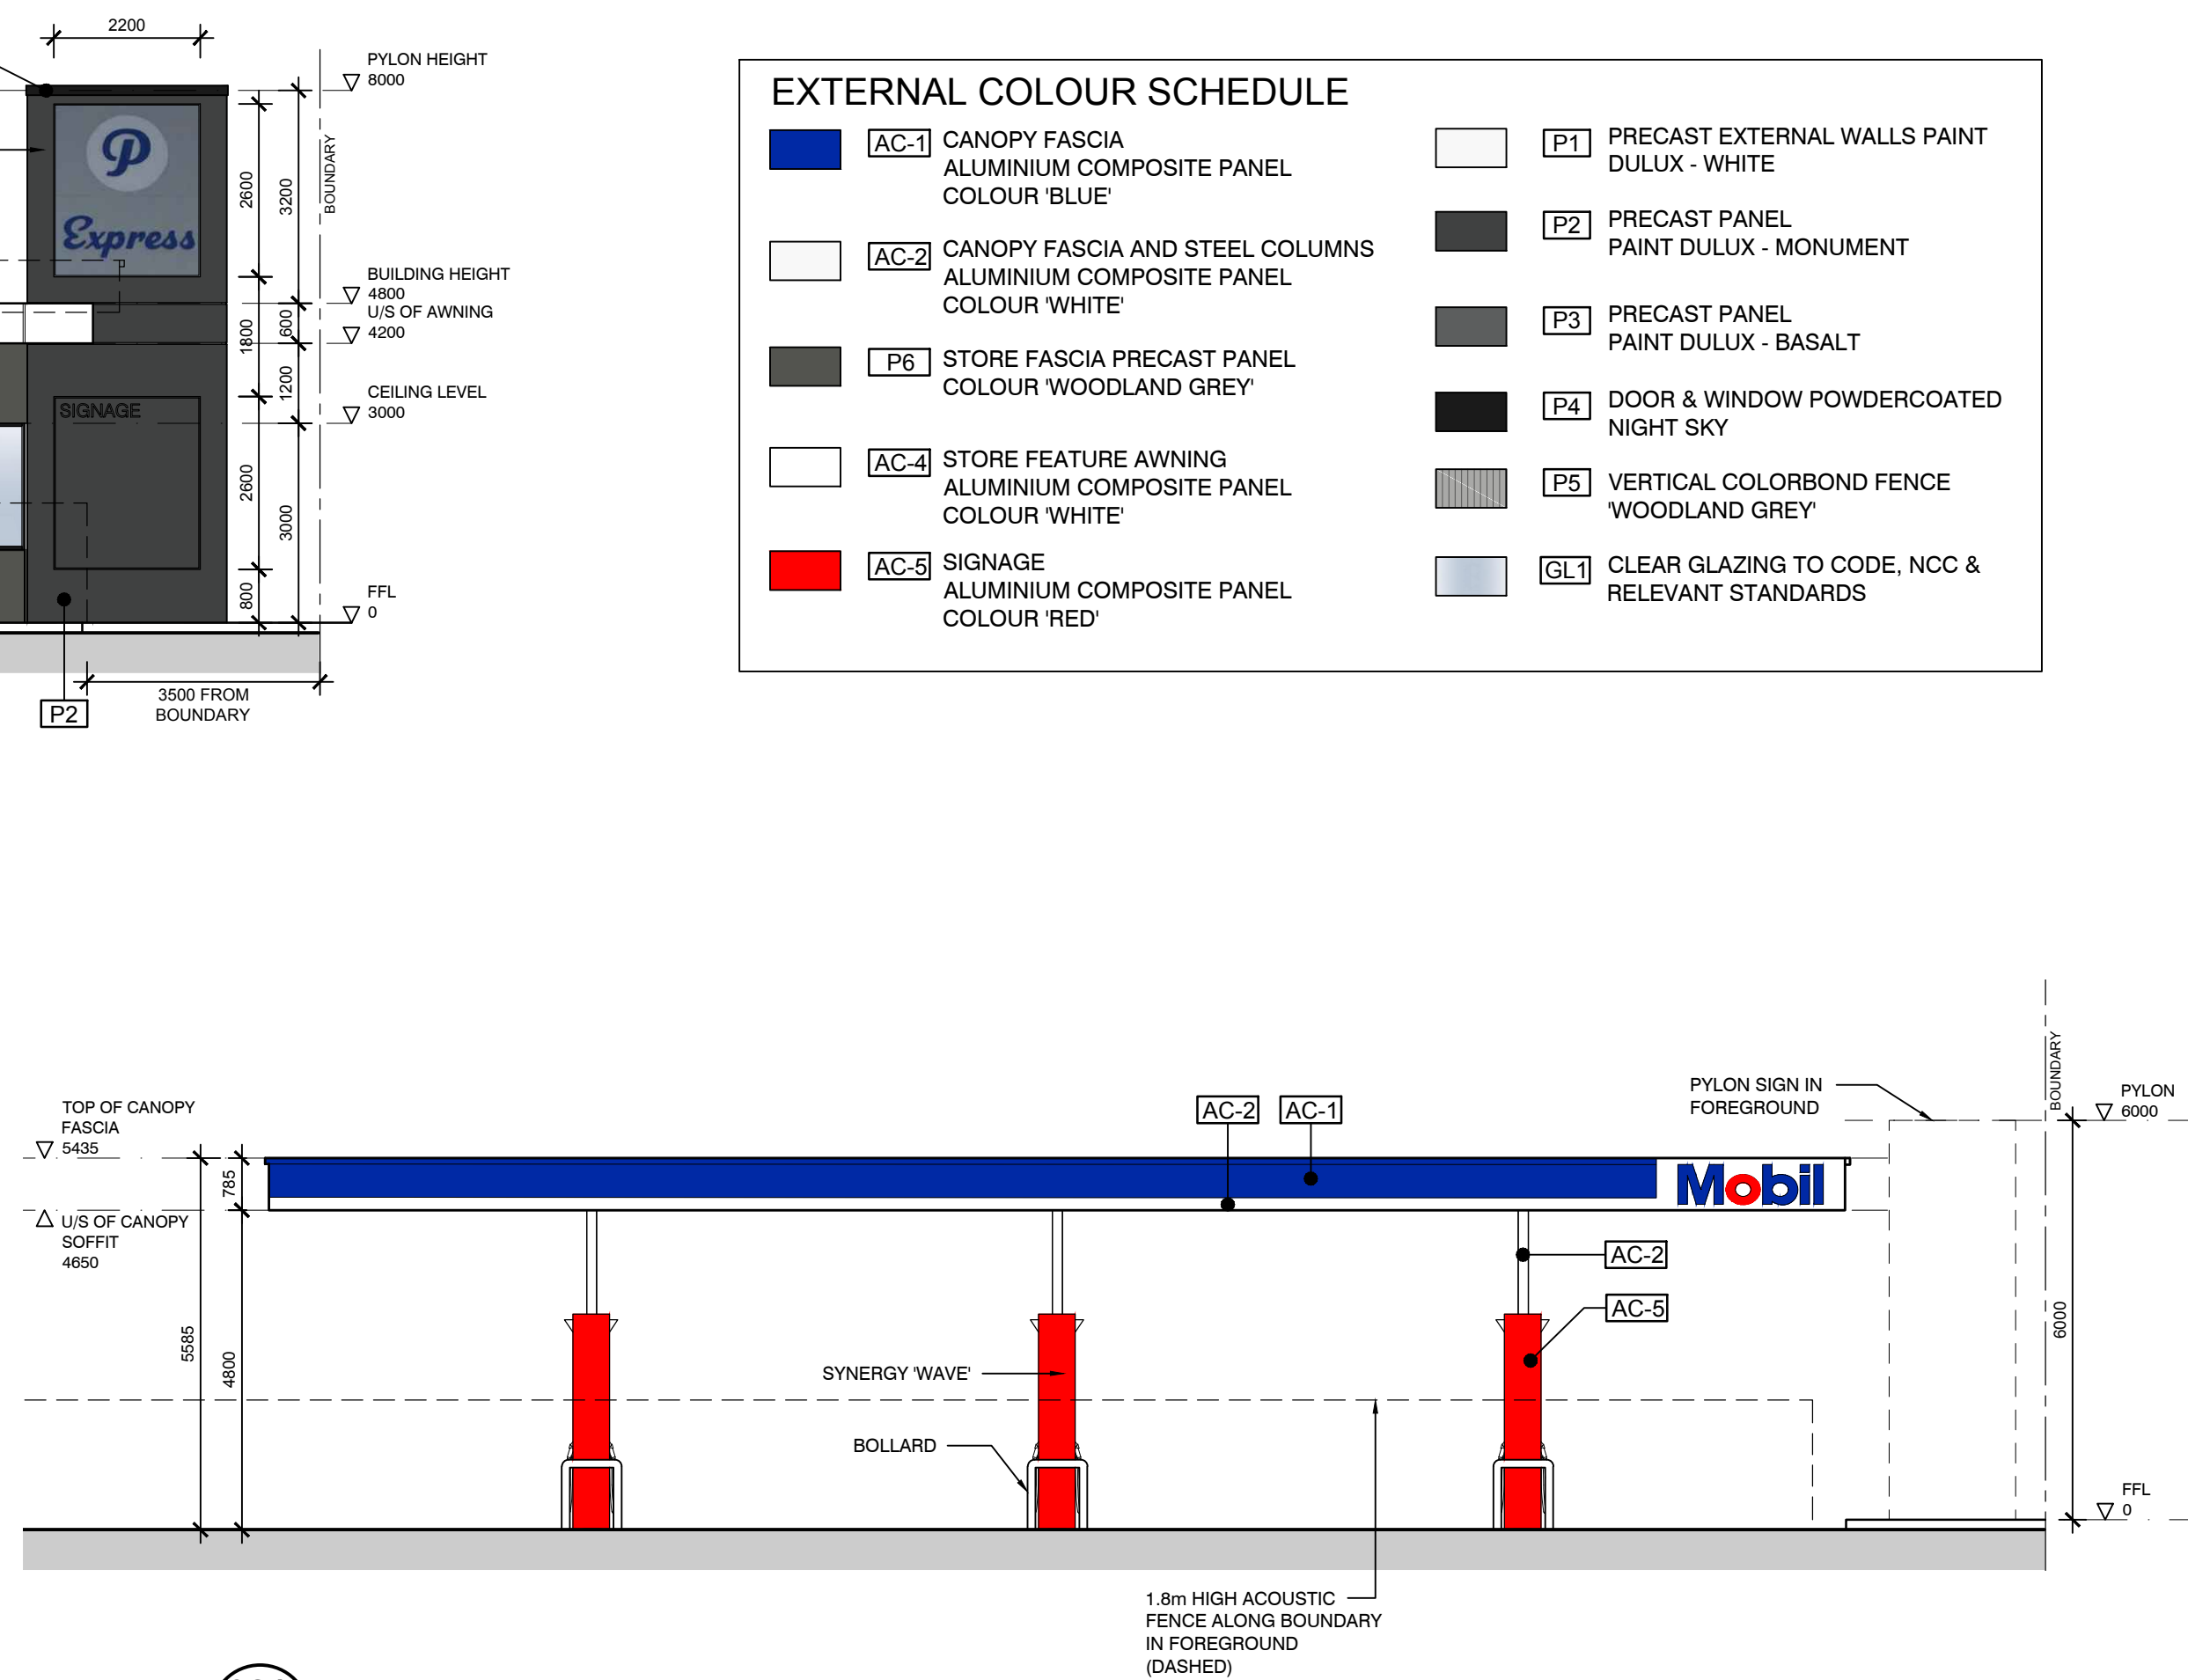 2200
PYLON HEIGHT
8000
BOUNDARY
P
Express
2600
3200
BUILDING HEIGHT
4800
U/S OF AWNING
4200
1800
600
1200
CEILING LEVEL
3000
SIGNAGE
2600
3000
800
FFL
0
3500 FROM
BOUNDARY
P2
EXTERNAL COLOUR SCHEDULE
AC-1 CANOPY FASCIA
ALUMINIUM COMPOSITE PANEL
COLOUR 'BLUE'
AC-2 CANOPY FASCIA AND STEEL COLUMNS
ALUMINIUM COMPOSITE PANEL
COLOUR 'WHITE'
P6 STORE FASCIA PRECAST PANEL
COLOUR 'WOODLAND GREY'
AC-4 STORE FEATURE AWNING
ALUMINIUM COMPOSITE PANEL
COLOUR 'WHITE'
AC-5 SIGNAGE
ALUMINIUM COMPOSITE PANEL
COLOUR 'RED'
P1 PRECAST EXTERNAL WALLS PAINT
DULUX - WHITE
P2 PRECAST PANEL
PAINT DULUX - MONUMENT
P3 PRECAST PANEL
PAINT DULUX - BASALT
P4 DOOR & WINDOW POWDERCOATED
NIGHT SKY
P5 VERTICAL COLORBOND FENCE
'WOODLAND GREY'
GL1 CLEAR GLAZING TO CODE, NCC &
RELEVANT STANDARDS
TOP OF CANOPY
FASCIA
5435
U/S OF CANOPY
SOFFIT
4650
785
5585
4800
AC-2
AC-1
Mobil
PYLON SIGN IN
FOREGROUND
BOUNDARY
PYLON
6000
AC-2
AC-5
6000
SYNERGY 'WAVE'
BOLLARD
FFL
0
1.8m HIGH ACOUSTIC
FENCE ALONG BOUNDARY
IN FOREGROUND
(DASHED)